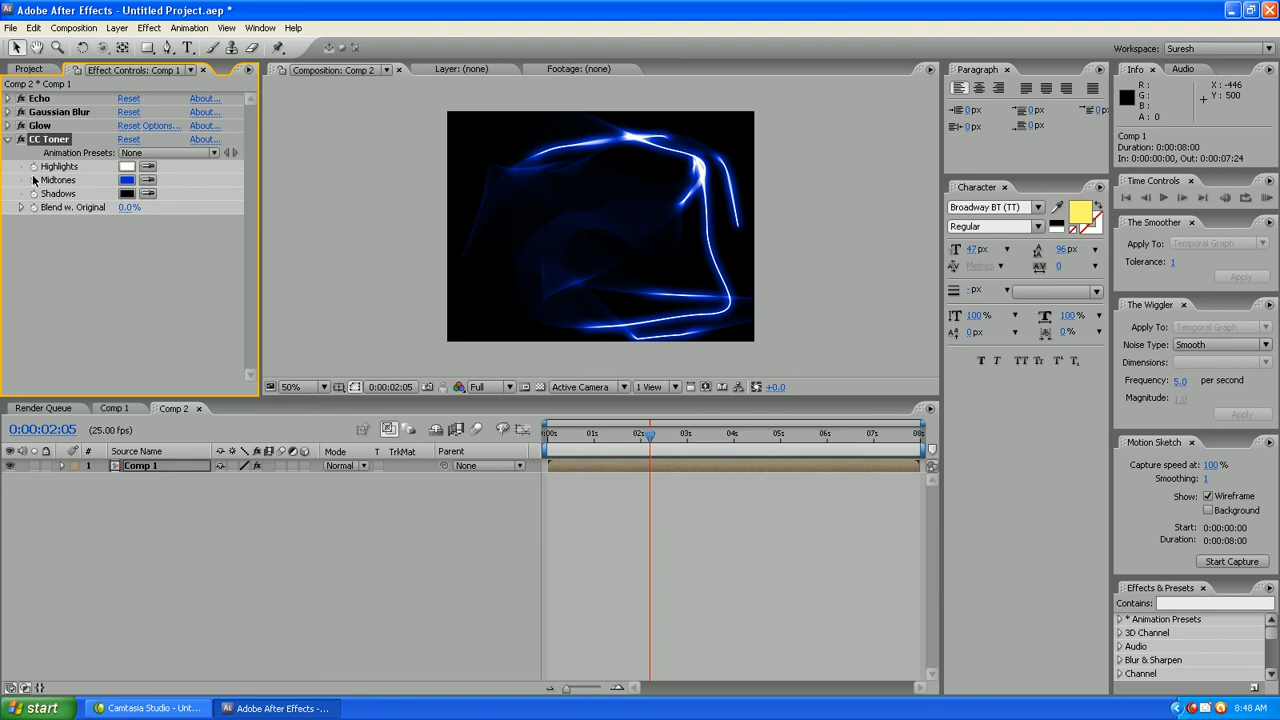 Adobe After Effects - Untitled Project.aep *
File Edit Composition Layer Effect Animation View Window Help
Workspace: Suresh
Project Effect Controls: Comp 1
Comp 2 * Comp 1
Echo Reset About...
Gaussian Blur Reset About...
Glow Reset Options... About...
CC Toner Reset About...
Animation Presets: None
Highlights
Midtones
Shadows
Blend w. Original 0.0%
Composition: Comp 2 Layer: (none) Footage: (none)
50% 0:00:02:05 Full Active Camera 1 View +0.0
Paragraph
0 px 0 px 0 px
0 px 0 px
Character
Broadway BT (TT)
Regular
47 px 96 px
Metrics 0
- px
100 % 100 %
0 px 0 %
T T TT Tr T T
Info Audio
R : X : -446
G : Y : 500
B :
A : 0
Comp 1
Duration: 0:00:08:00
In: 0:00:00:00, Out: 0:00:07:24
Time Controls
The Smoother
Apply To: Temporal Graph
Tolerance: 1
Apply
The Wiggler
Apply To: Temporal Graph
Noise Type: Smooth
Dimensions:
Frequency: 5.0 per second
Magnitude: 1.0
Apply
Motion Sketch
Capture speed at: 100 %
Smoothing: 1
Show: Wireframe
Background
Start: 0:00:00:00
Duration: 0:00:08:00
Start Capture
Effects & Presets
Contains:
* Animation Presets
3D Channel
Audio
Blur & Sharpen
Channel
Render Queue Comp 1 Comp 2
0:00:02:05 (25.00 fps)
:00s 01s 02s 03s 04s 05s 06s 07s 08s
# Source Name Mode T TrkMat Parent
1 Comp 1 Normal None
start Camtasia Studio - Unt... Adobe After Effects -... 8:48 AM